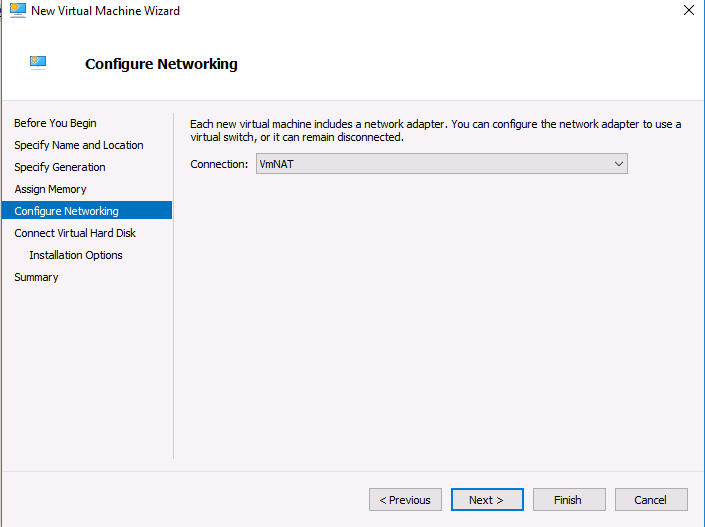 New Virtual Machine Wizard
Configure Networking
Before You Begin
Specify Name and Location
Specify Generation
Assign Memory
Configure Networking
Connect Virtual Hard Disk
Installation Options
Summary
Each new virtual machine includes a network adapter. You can configure the network adapter to use a
virtual switch, or it can remain disconnected.
Connection: VmNAT
< Previous Next > Finish Cancel